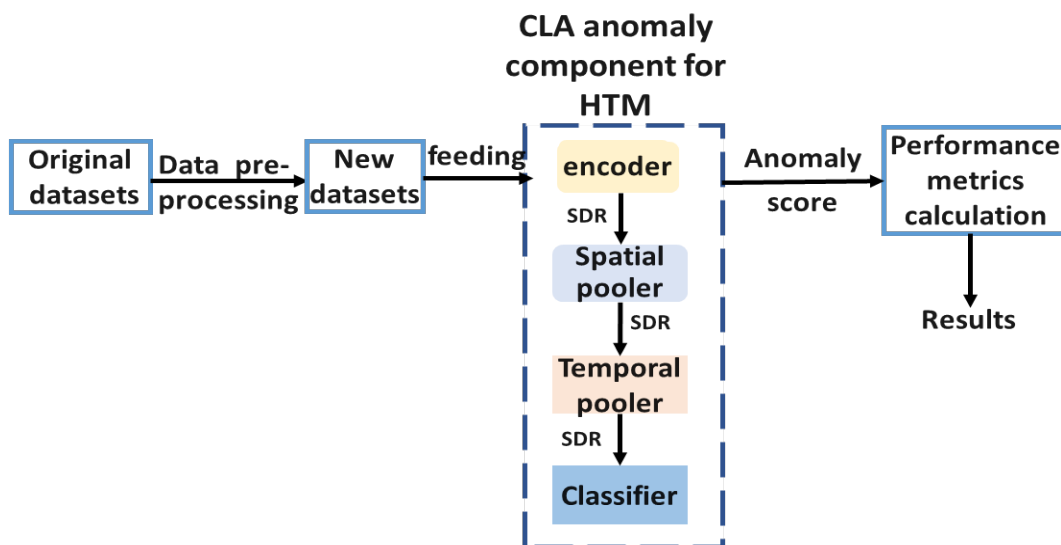 CLA anomaly
component for
HTM
Original
datasets
Data pre-
processing
New
datasets
feeding
encoder
SDR
Spatial
pooler
SDR
Temporal
pooler
SDR
Classifier
Anomaly
score
Performance
metrics
calculation
Results